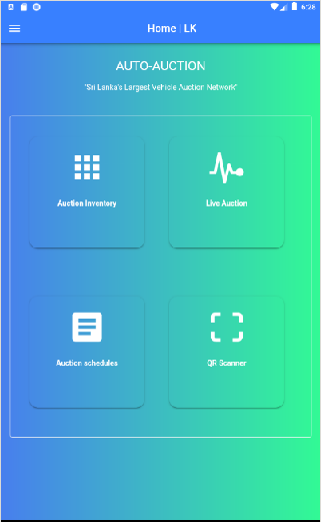 6:28
Home | LK
AUTO-AUCTION
"Sri Lanka's Largest Vehicle Auction Network"
Auction Inventory
Live Auction
Auction schedules
QR Scanner